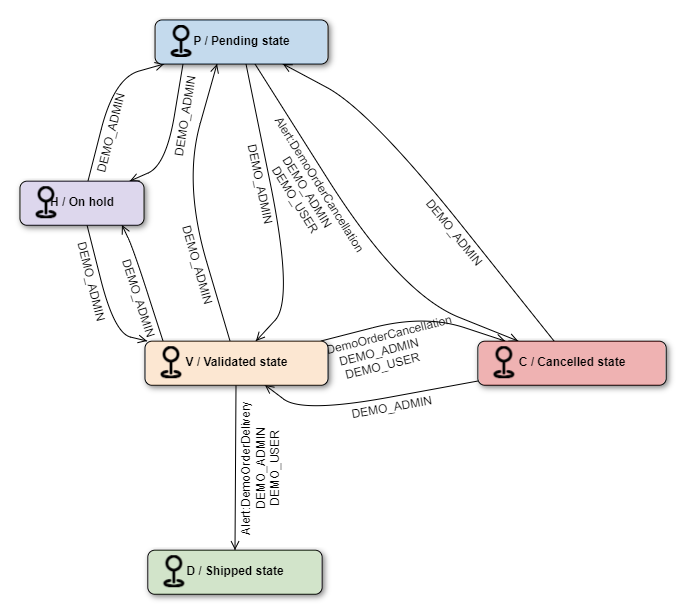 P / Pending state
DEMO_ADMIN
DEMO_ADMIN
DEMO_ADMIN
Alert:DemoOrderCancellation
DEMO_ADMIN
DEMO_USER
DEMO_ADMIN
H / On hold
DEMO_ADMIN
DEMO_ADMIN
DEMO_ADMIN
DemoOrderCancellation
DEMO_ADMIN
DEMO_USER
V / Validated state
C / Cancelled state
DEMO_ADMIN
Alert:DemoOrderDelivery
DEMO_ADMIN
DEMO_USER
D / Shipped state